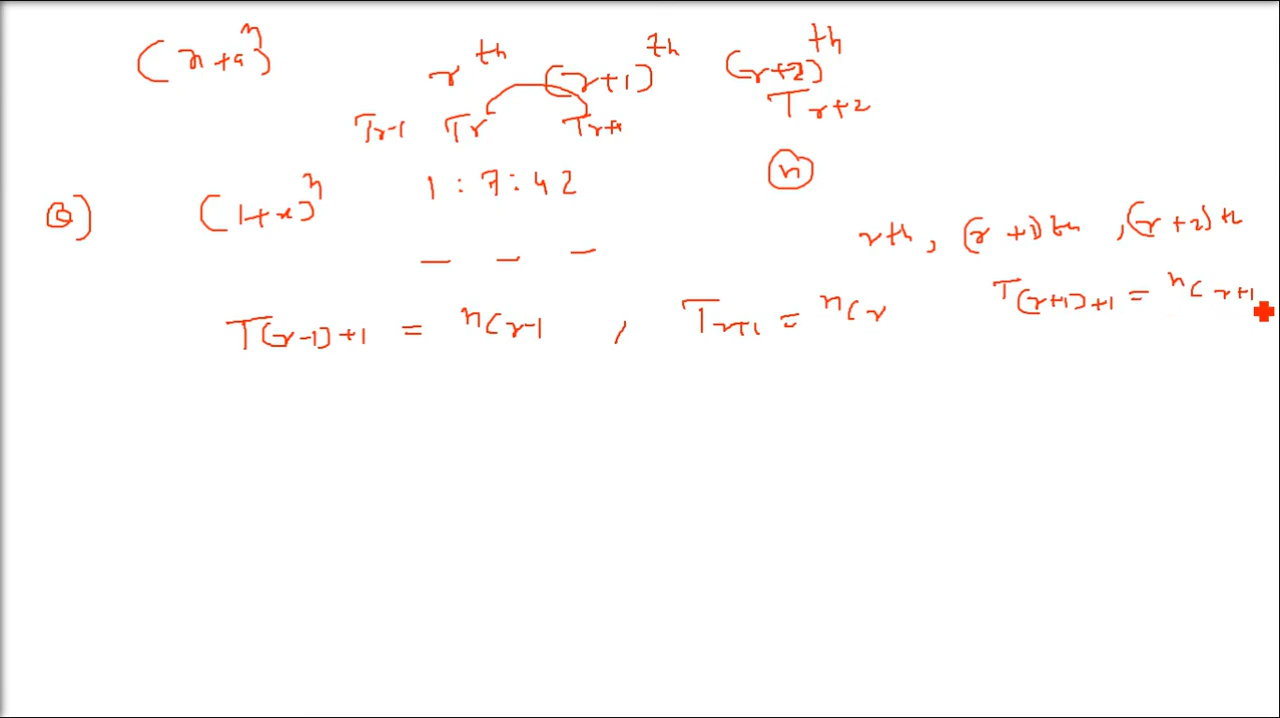 (x+a)^n
r^th (r+1)^th (r+2)^th
Tr-1 Tr Tr+1 Tr+2
1 : 7 : 42 n
Q) (1+x)^n
rth, (r+1)th, (r+2)th
T(r-1)+1 = nCr-1 , Tr+1 = nCr T(r+1)+1 = nCr+1